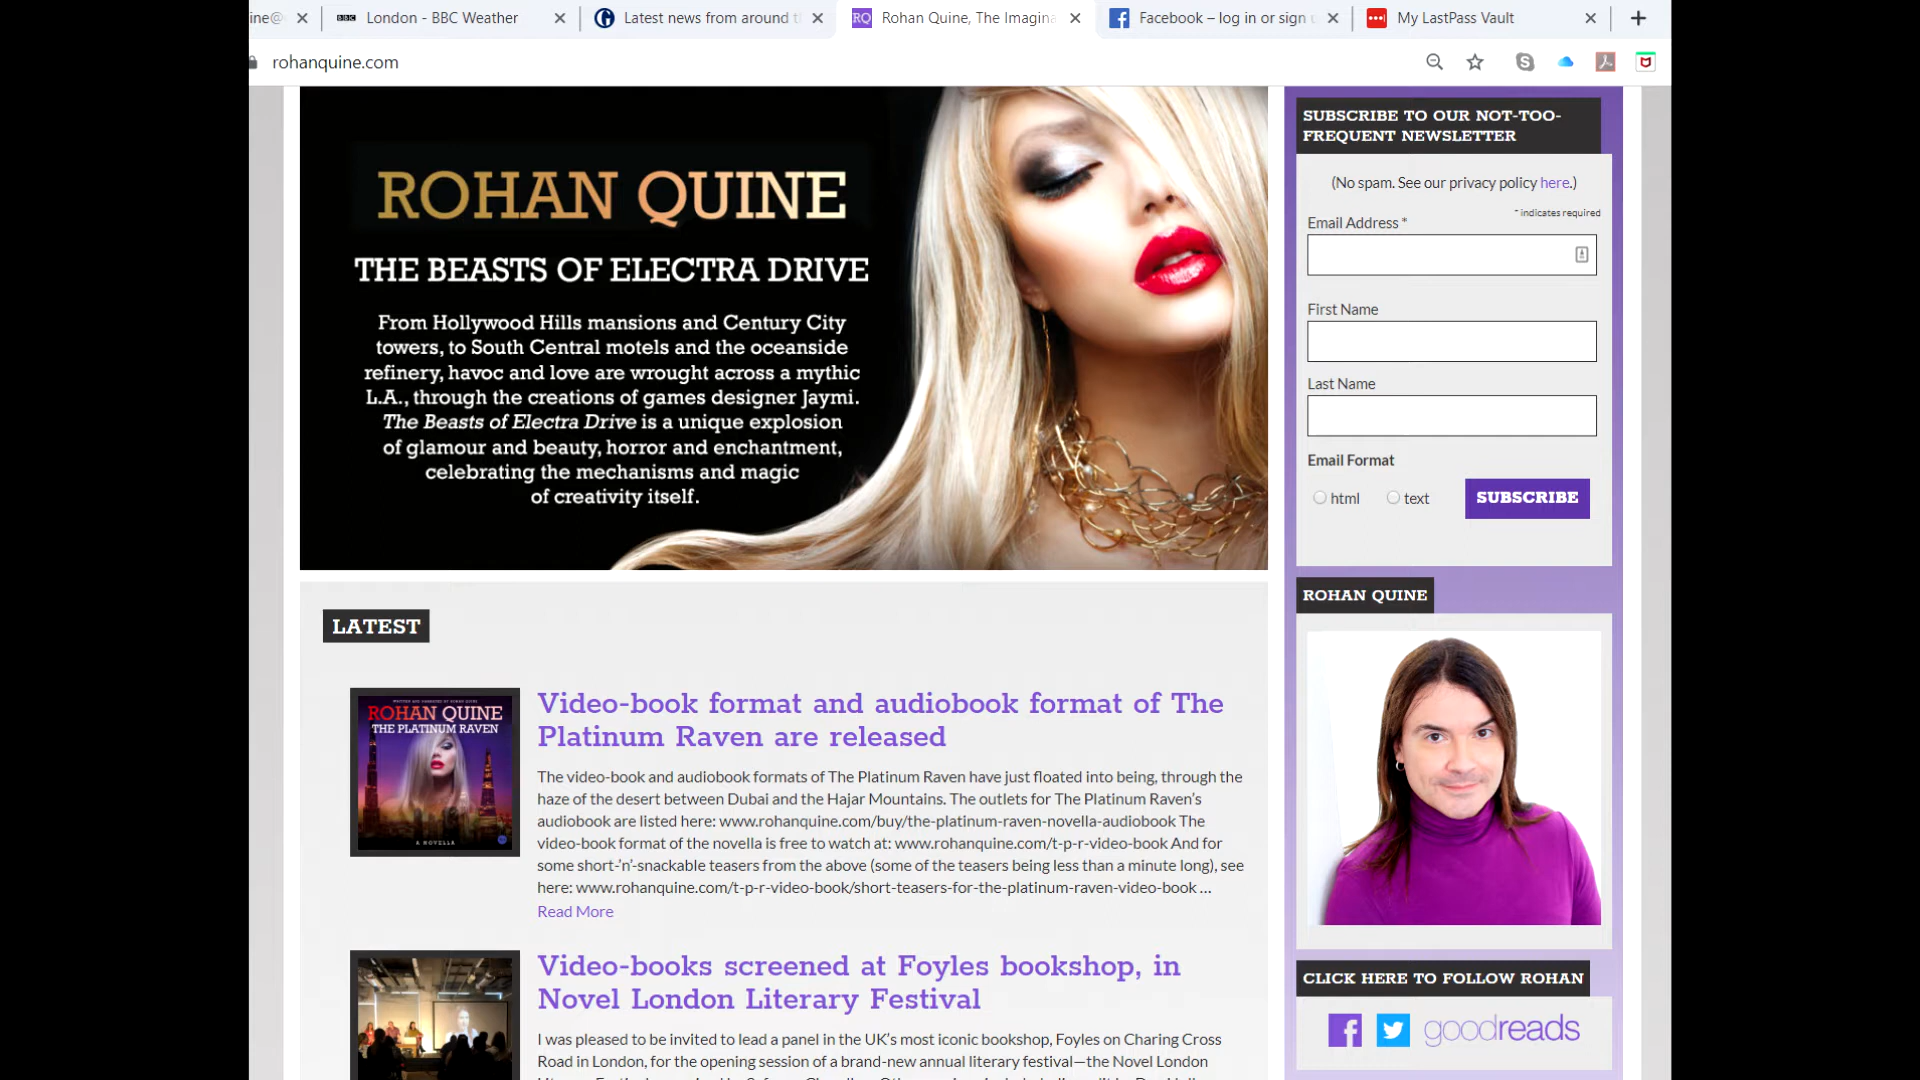 ine@
London - BBC Weather
Latest news from around t
RQ
Rohan Quine, The Imagina
Facebook – log in or sign u
My LastPass Vault
rohanquine.com
ROHAN QUINE
THE BEASTS OF ELECTRA DRIVE
From Hollywood Hills mansions and Century City
towers, to South Central motels and the oceanside
refinery, havoc and love are wrought across a mythic
L.A., through the creations of games designer Jaymi.
The Beasts of Electra Drive is a unique explosion
of glamour and beauty, horror and enchantment,
celebrating the mechanisms and magic
of creativity itself.
SUBSCRIBE TO OUR NOT-TOO-
FREQUENT NEWSLETTER
(No spam. See our privacy policy here.)
* indicates required
Email Address *
First Name
Last Name
Email Format
html
text
SUBSCRIBE
LATEST
ROHAN QUINE
THE PLATINUM RAVEN
A NOVELLA
Video-book format and audiobook format of The
Platinum Raven are released
The video-book and audiobook formats of The Platinum Raven have just floated into being, through the
haze of the desert between Dubai and the Hajar Mountains. The outlets for The Platinum Raven's
audiobook are listed here: www.rohanquine.com/buy/the-platinum-raven-novella-audiobook The
video-book format of the novella is free to watch at: www.rohanquine.com/t-p-r-video-book And for
some short-'n'-snackable teasers from the above (some of the teasers being less than a minute long), see
here: www.rohanquine.com/t-p-r-video-book/short-teasers-for-the-platinum-raven-video-book ...
Read More
Video-books screened at Foyles bookshop, in
Novel London Literary Festival
I was pleased to be invited to lead a panel in the UK's most iconic bookshop, Foyles on Charing Cross
Road in London, for the opening session of a brand-new annual literary festival—the Novel London
ROHAN QUINE
CLICK HERE TO FOLLOW ROHAN
goodreads